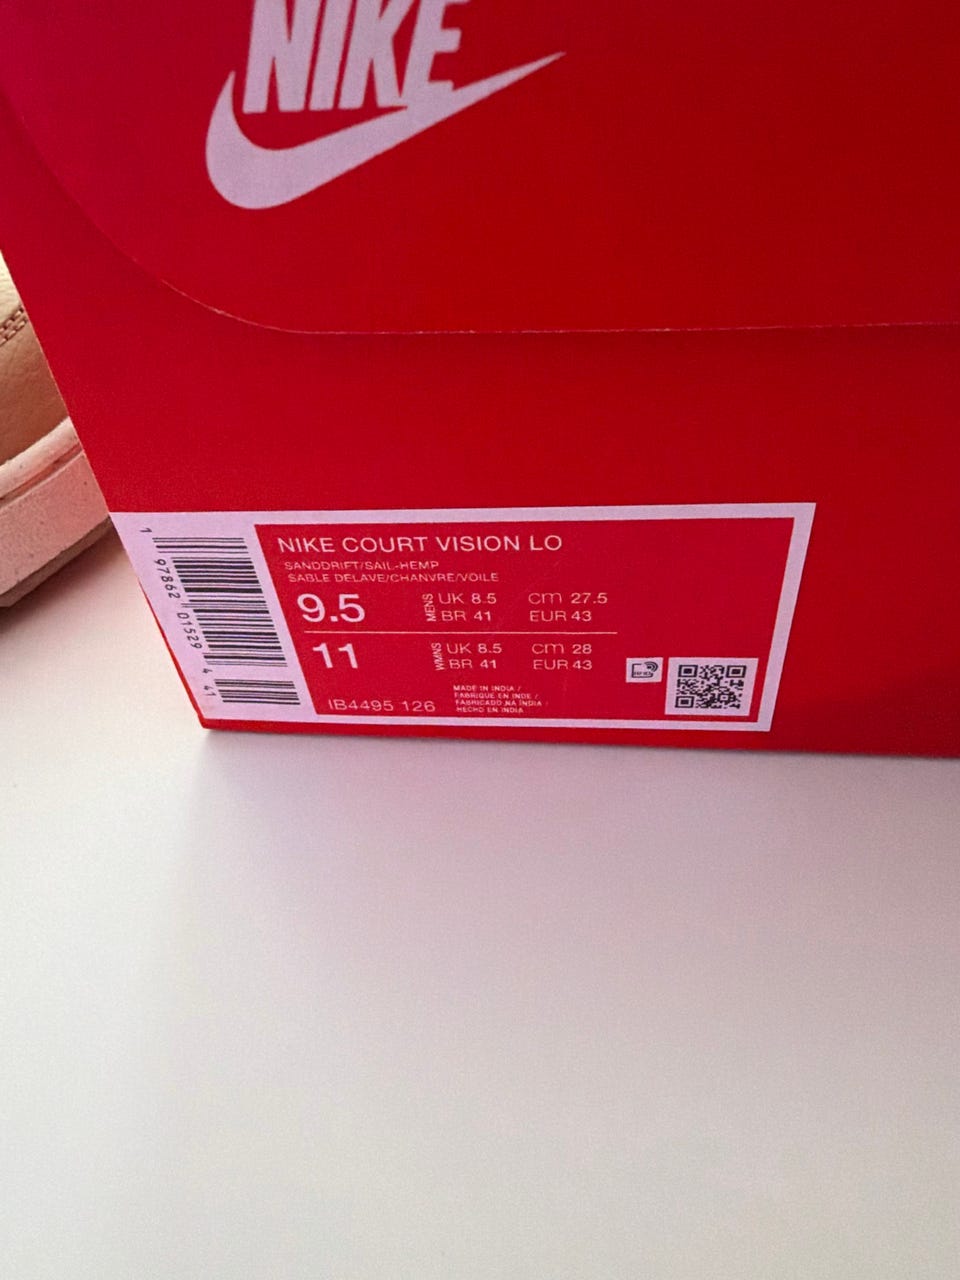 NIKE
NIKE COURT VISION LO
SANDDRIFT/SAIL-HEMP
SABLE DELAVE/CHANVRE/VOILE
9.5 MENS UK 8.5 cm 27.5
BR 41 EUR 43
11 WMNS UK 8.5 cm 28
BR 41 EUR 43
MADE IN INDIA /
FABRIQUE EN INDE /
FABRICADO NA INDIA /
HECHO EN INDIA
IB4495 126
RFID
1 97862 01529 4 41